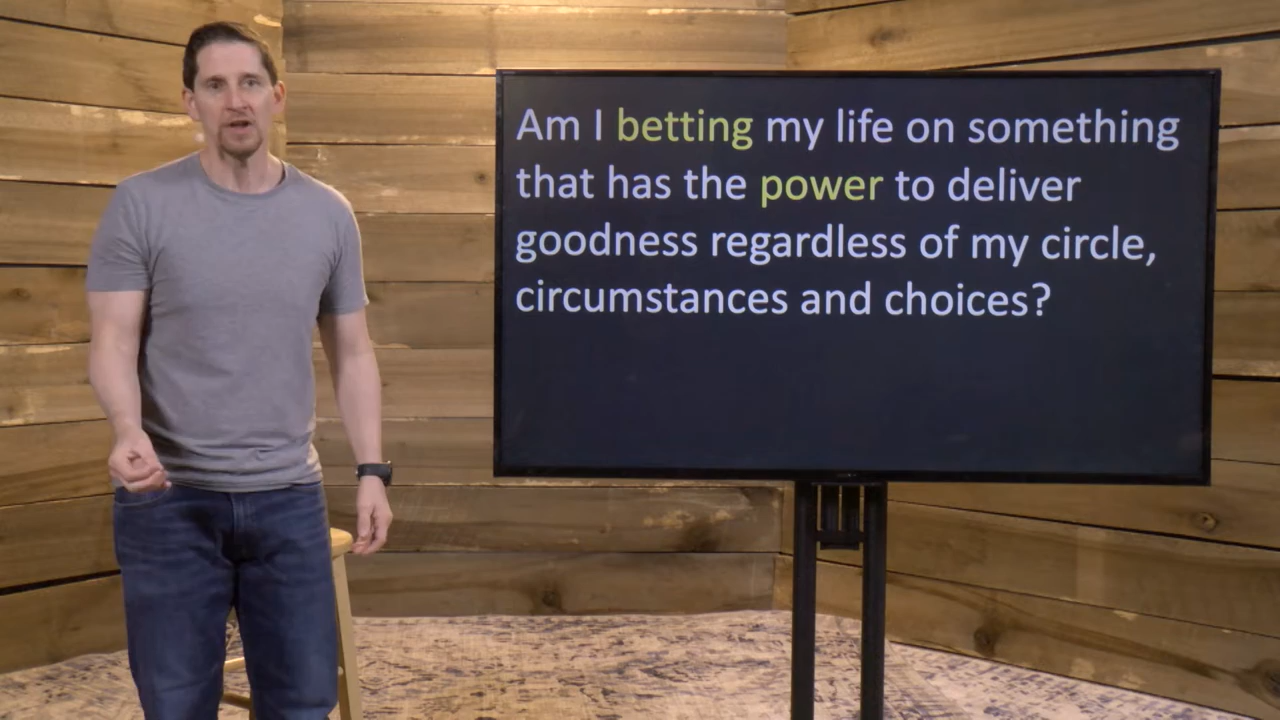 Am I betting my life on something
that has the power to deliver
goodness regardless of my circle,
circumstances and choices?